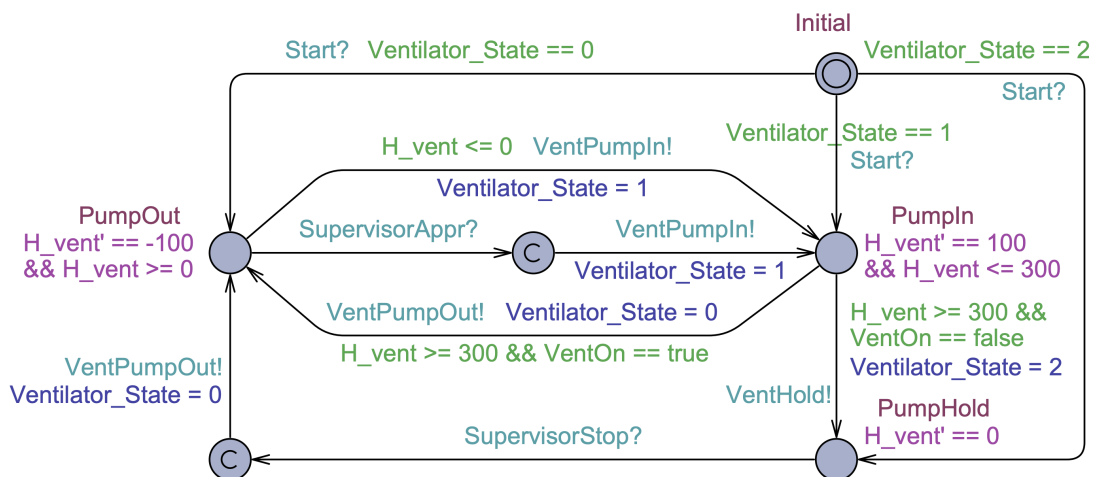 Initial
Start? Ventilator_State == 0
Ventilator_State == 2
Start?
Ventilator_State == 1
Start?
H_vent <= 0 VentPumpIn!
Ventilator_State = 1
PumpOut
H_vent' == -100
&& H_vent >= 0
SupervisorAppr?
C
VentPumpIn!
Ventilator_State = 1
PumpIn
H_vent' == 100
&& H_vent <= 300
VentPumpOut! Ventilator_State = 0
H_vent >= 300 && VentOn == true
H_vent >= 300 &&
VentOn == false
Ventilator_State = 2
VentPumpOut!
Ventilator_State = 0
VentHold!
PumpHold
H_vent' == 0
SupervisorStop?
C